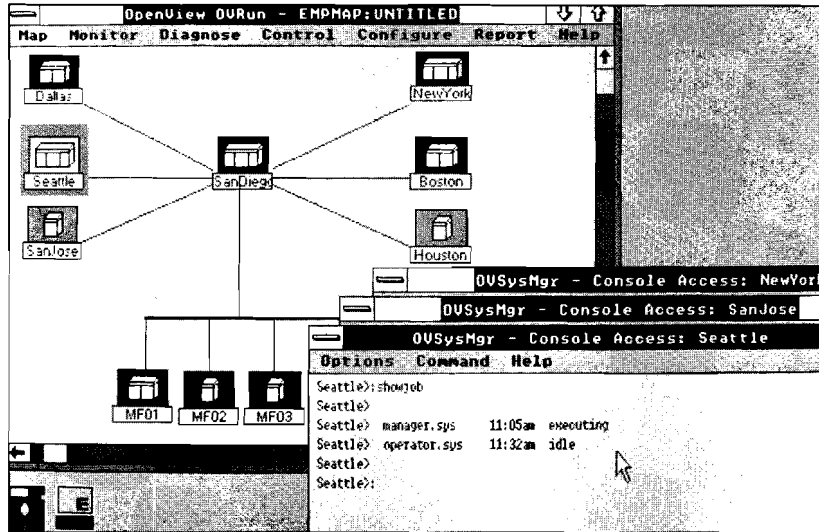 OpenView OVRun - EMPMAP:UNTITLED
Map Monitor Diagnose Control Configure Report Help
Dallas
NewYork
Seattle
SanDiego
Boston
SanJose
Houston
MF01
MF02
MF03
OVSysMgr - Console Access: NewYork
OVSysMgr - Console Access: SanJose
OVSysMgr - Console Access: Seattle
Options Command Help
Seattle>:showjob
Seattle>
Seattle> manager.sys 11:05am executing
Seattle> operator.sys 11:32am idle
Seattle>
Seattle>:
E